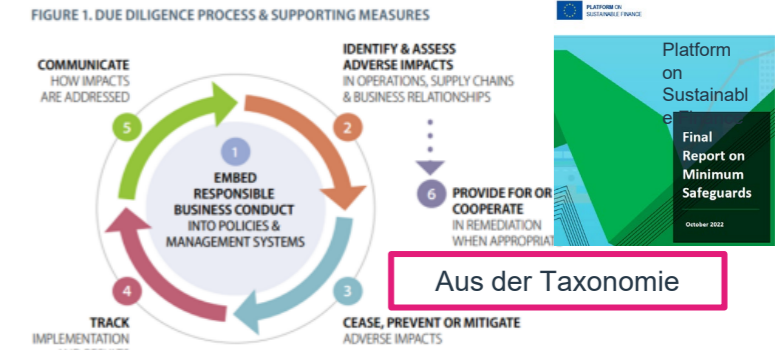 FIGURE 1. DUE DILIGENCE PROCESS & SUPPORTING MEASURES
COMMUNICATE
HOW IMPACTS
ARE ADDRESSED
5
IDENTIFY & ASSESS
ADVERSE IMPACTS
IN OPERATIONS, SUPPLY CHAINS
& BUSINESS RELATIONSHIPS
2
1
EMBED
RESPONSIBLE
BUSINESS CONDUCT
INTO POLICIES &
MANAGEMENT SYSTEMS
6
PROVIDE FOR OR
COOPERATE
IN REMEDIATION
WHEN APPROPRIAT
4
TRACK
IMPLEMENTATION
3
CEASE, PREVENT OR MITIGATE
ADVERSE IMPACTS
Aus der Taxonomie
PLATFORM ON
SUSTAINABLE FINANCE
Platform
on
Sustainabl
Final
Report on
Minimum
Safeguards
October 2022